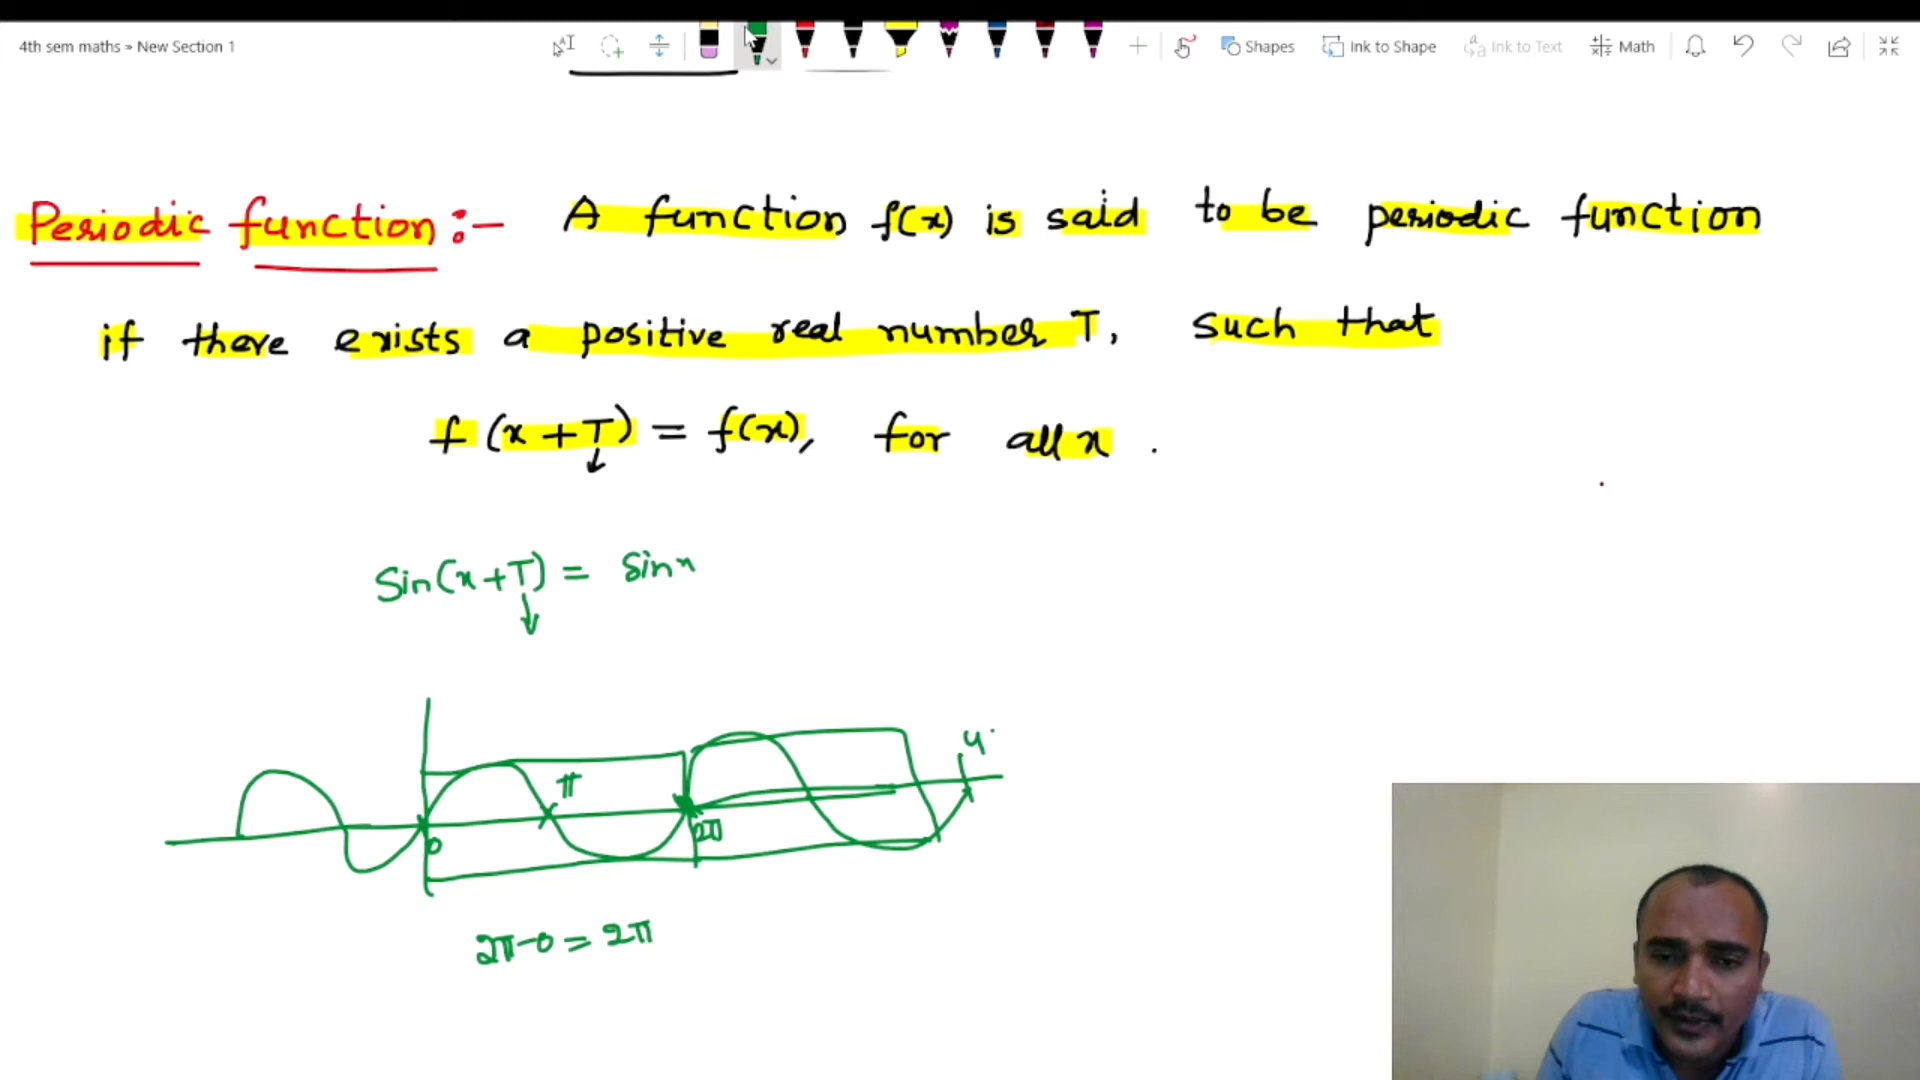 4th sem maths » New Section 1
Shapes Ink to Shape Ink to Text Math
Periodic function :- A function f(x) is said to be periodic function
if there exists a positive real number T, such that
f (x + T) = f(x), for all x .
Sin(x+T) = Sinx
π
4
0
2π
2π-0 = 2π